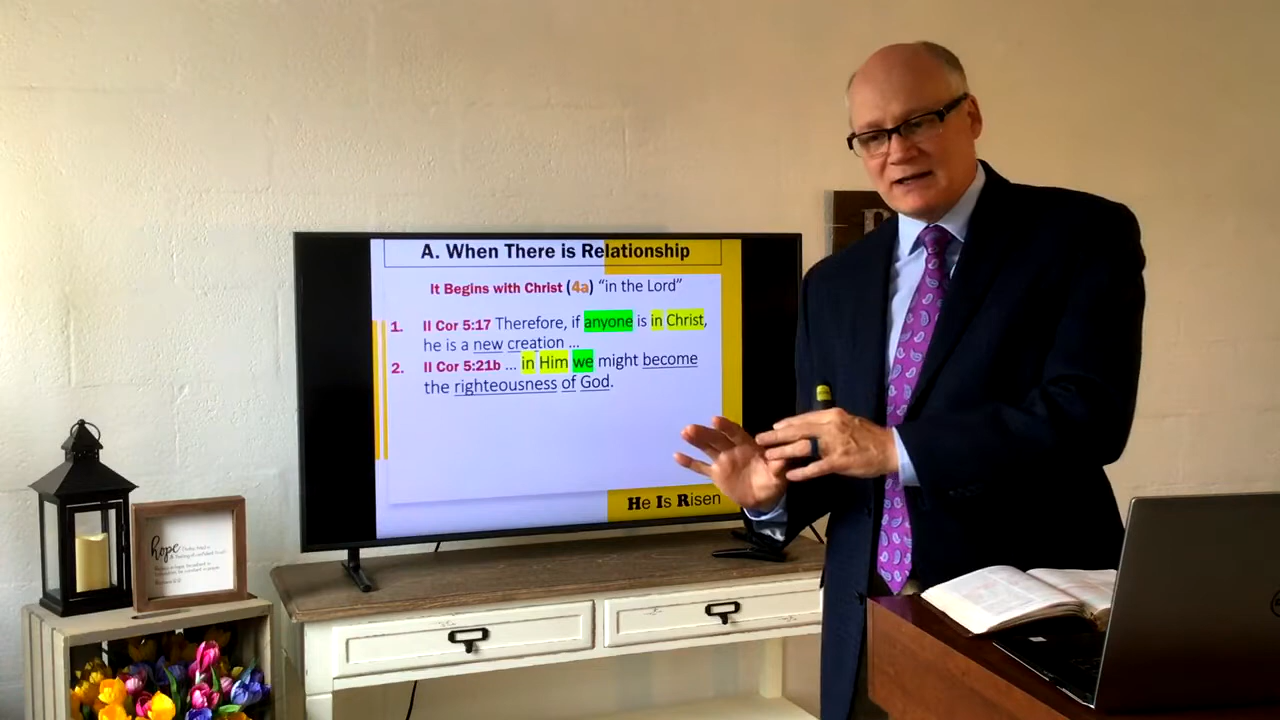 A. When There is Relationship
It Begins with Christ (4a) “in the Lord”
1. II Cor 5:17 Therefore, if anyone is in Christ,
he is a new creation ...
2. II Cor 5:21b ... in Him we might become
the righteousness of God.
He Is Risen
hope